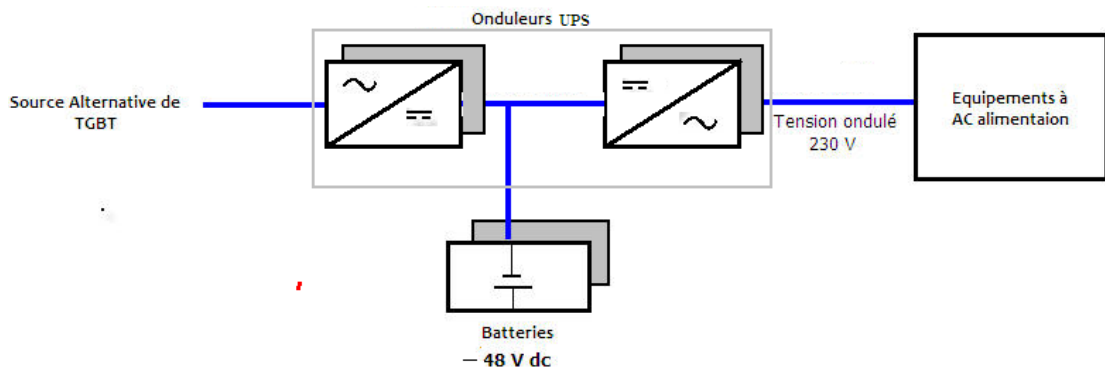 Onduleurs UPS
Source Alternative de
TGBT
Tension ondulé
230 V
Equipements à
AC alimentaion
Batteries
— 48 V dc